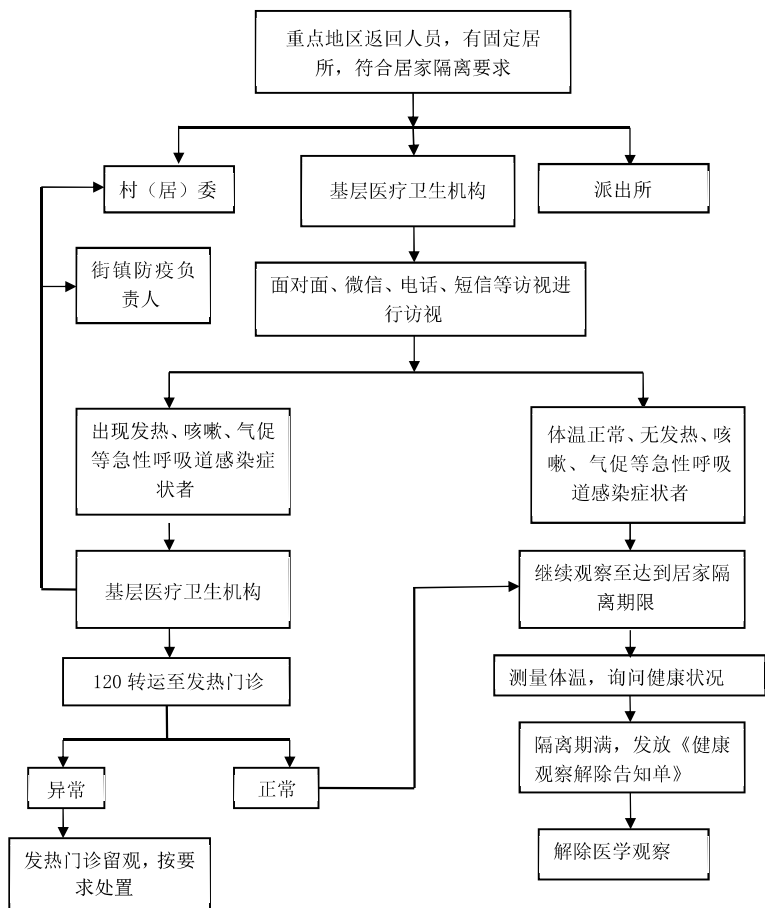 重点地区返回人员，有固定居
所，符合居家隔离要求
村（居）委
基层医疗卫生机构
派出所
街镇防疫负
责人
面对面、微信、电话、短信等访视进
行访视
出现发热、咳嗽、气促
等急性呼吸道感染症
状者
体温正常、无发热、咳
嗽、气促等急性呼吸
道感染症状者
基层医疗卫生机构
继续观察至达到居家隔
离期限
120 转运至发热门诊
测量体温，询问健康状况
异常
正常
隔离期满，发放《健康
观察解除告知单》
发热门诊留观，按要
求处置
解除医学观察